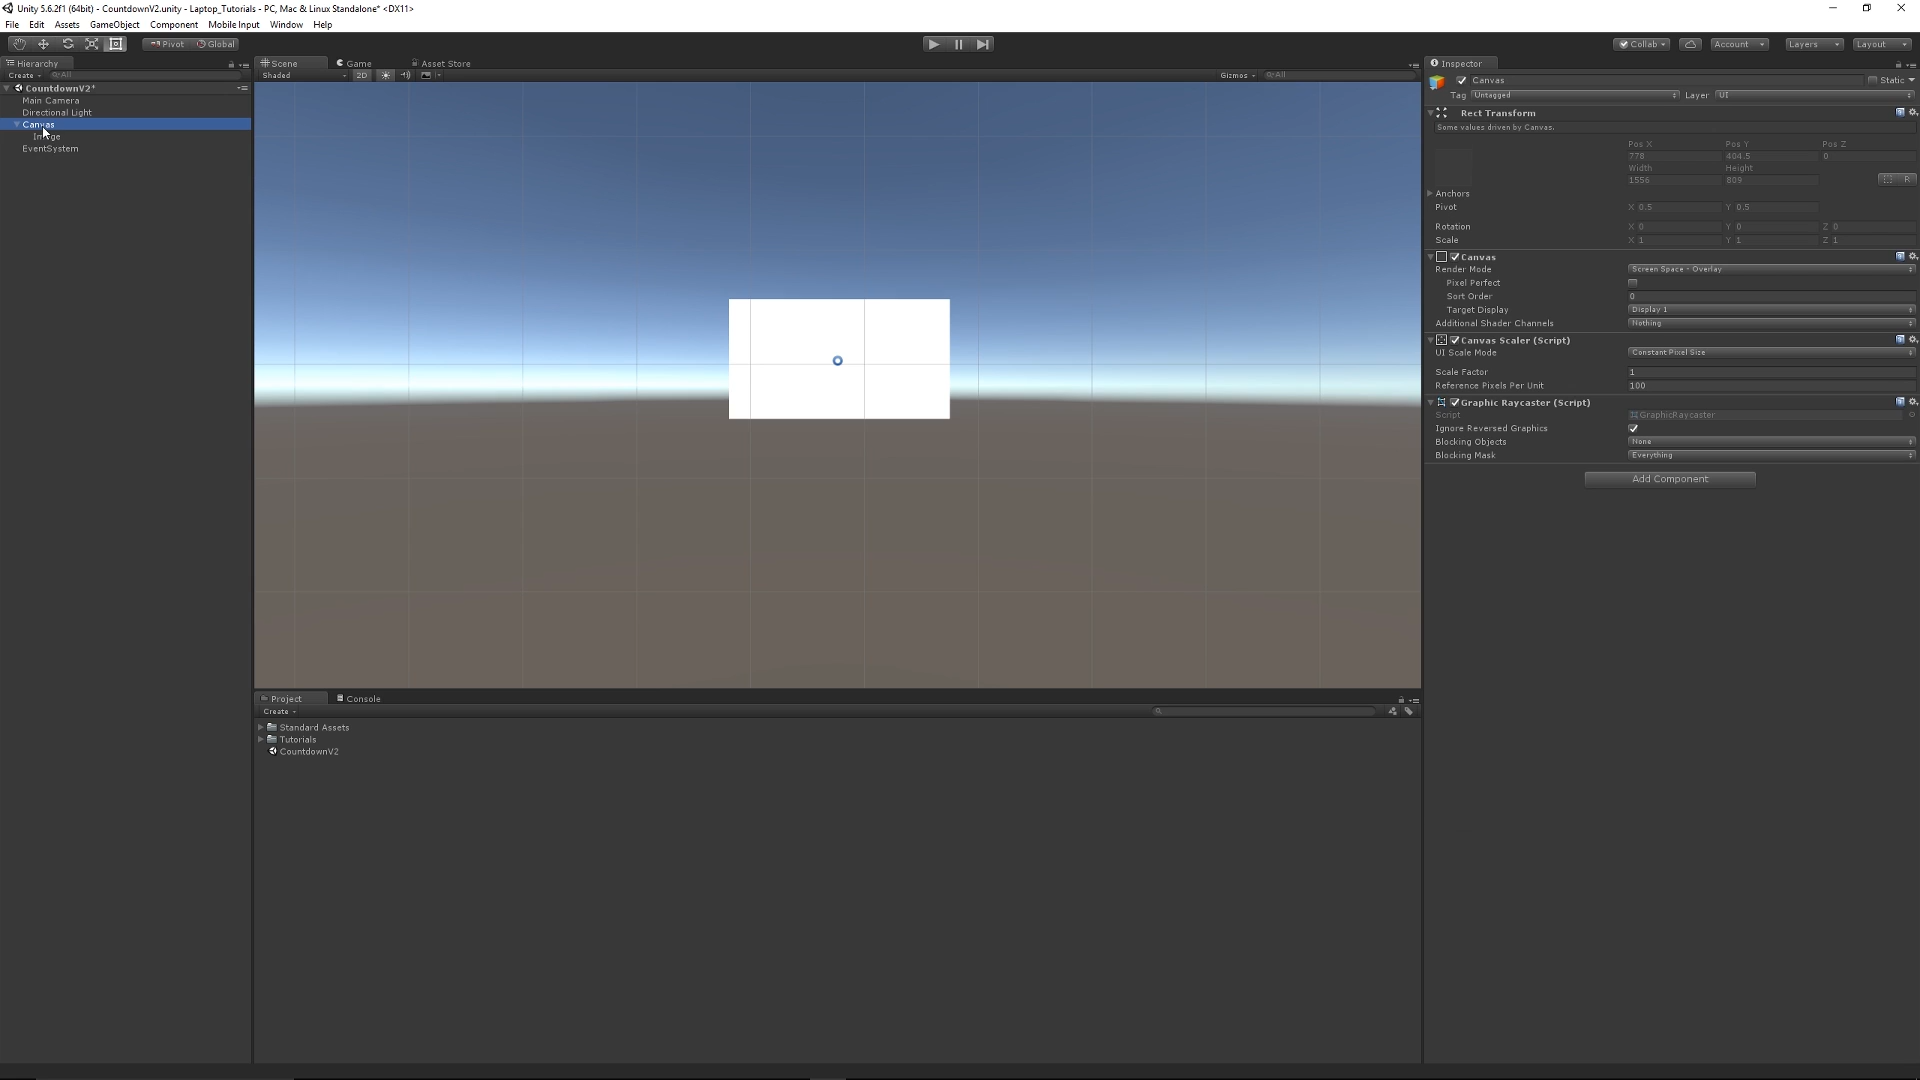 Unity 5.6.2f1 (64bit) - CountdownV2.unity - Laptop_Tutorials - PC, Mac & Linux Standalone* <DX11>
File Edit Assets GameObject Component Mobile Input Window Help
Pivot Global
Collab Account Layers Layout
Hierarchy
Create All
CountdownV2*
Main Camera
Directional Light
Canvas
Image
EventSystem
Scene Game Asset Store
Shaded 2D Gizmos All
Project Console
Create
Standard Assets
Tutorials
CountdownV2
Inspector
Canvas Static
Tag Untagged Layer UI
Rect Transform
Some values driven by Canvas.
Pos X Pos Y Pos Z
778 404.5 0
Width Height
1556 809
R
Anchors
Pivot X 0.5 Y 0.5
Rotation X 0 Y 0 Z 0
Scale X 1 Y 1 Z 1
Canvas
Render Mode Screen Space - Overlay
Pixel Perfect
Sort Order 0
Target Display Display 1
Additional Shader Channels Nothing
Canvas Scaler (Script)
UI Scale Mode Constant Pixel Size
Scale Factor 1
Reference Pixels Per Unit 100
Graphic Raycaster (Script)
Script GraphicRaycaster
Ignore Reversed Graphics
Blocking Objects None
Blocking Mask Everything
Add Component